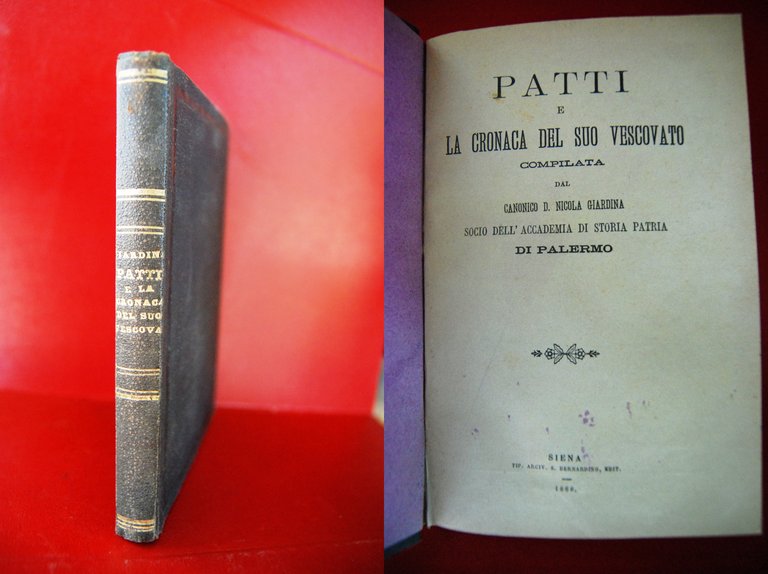 IARDINA
PATTI
E LA
CRONACA
DEL SUO
VESCOVA
PATTI
E
LA CRONACA DEL SUO VESCOVATO
COMPILATA
DAL
CANONICO D. NICOLA GIARDINA
SOCIO DELL' ACCADEMIA DI STORIA PATRIA
DI PALERMO
SIENA
TIP. ARCIV. S. BERNARDINO, EDIT.